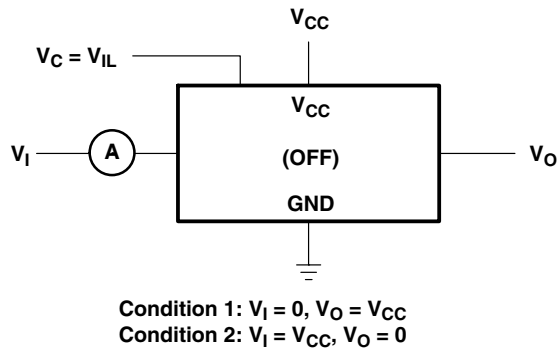 V_CC
V_C = V_IL
V_CC
V_I
A
(OFF)
V_O
GND
Condition 1: V_I = 0, V_O = V_CC
Condition 2: V_I = V_CC, V_O = 0